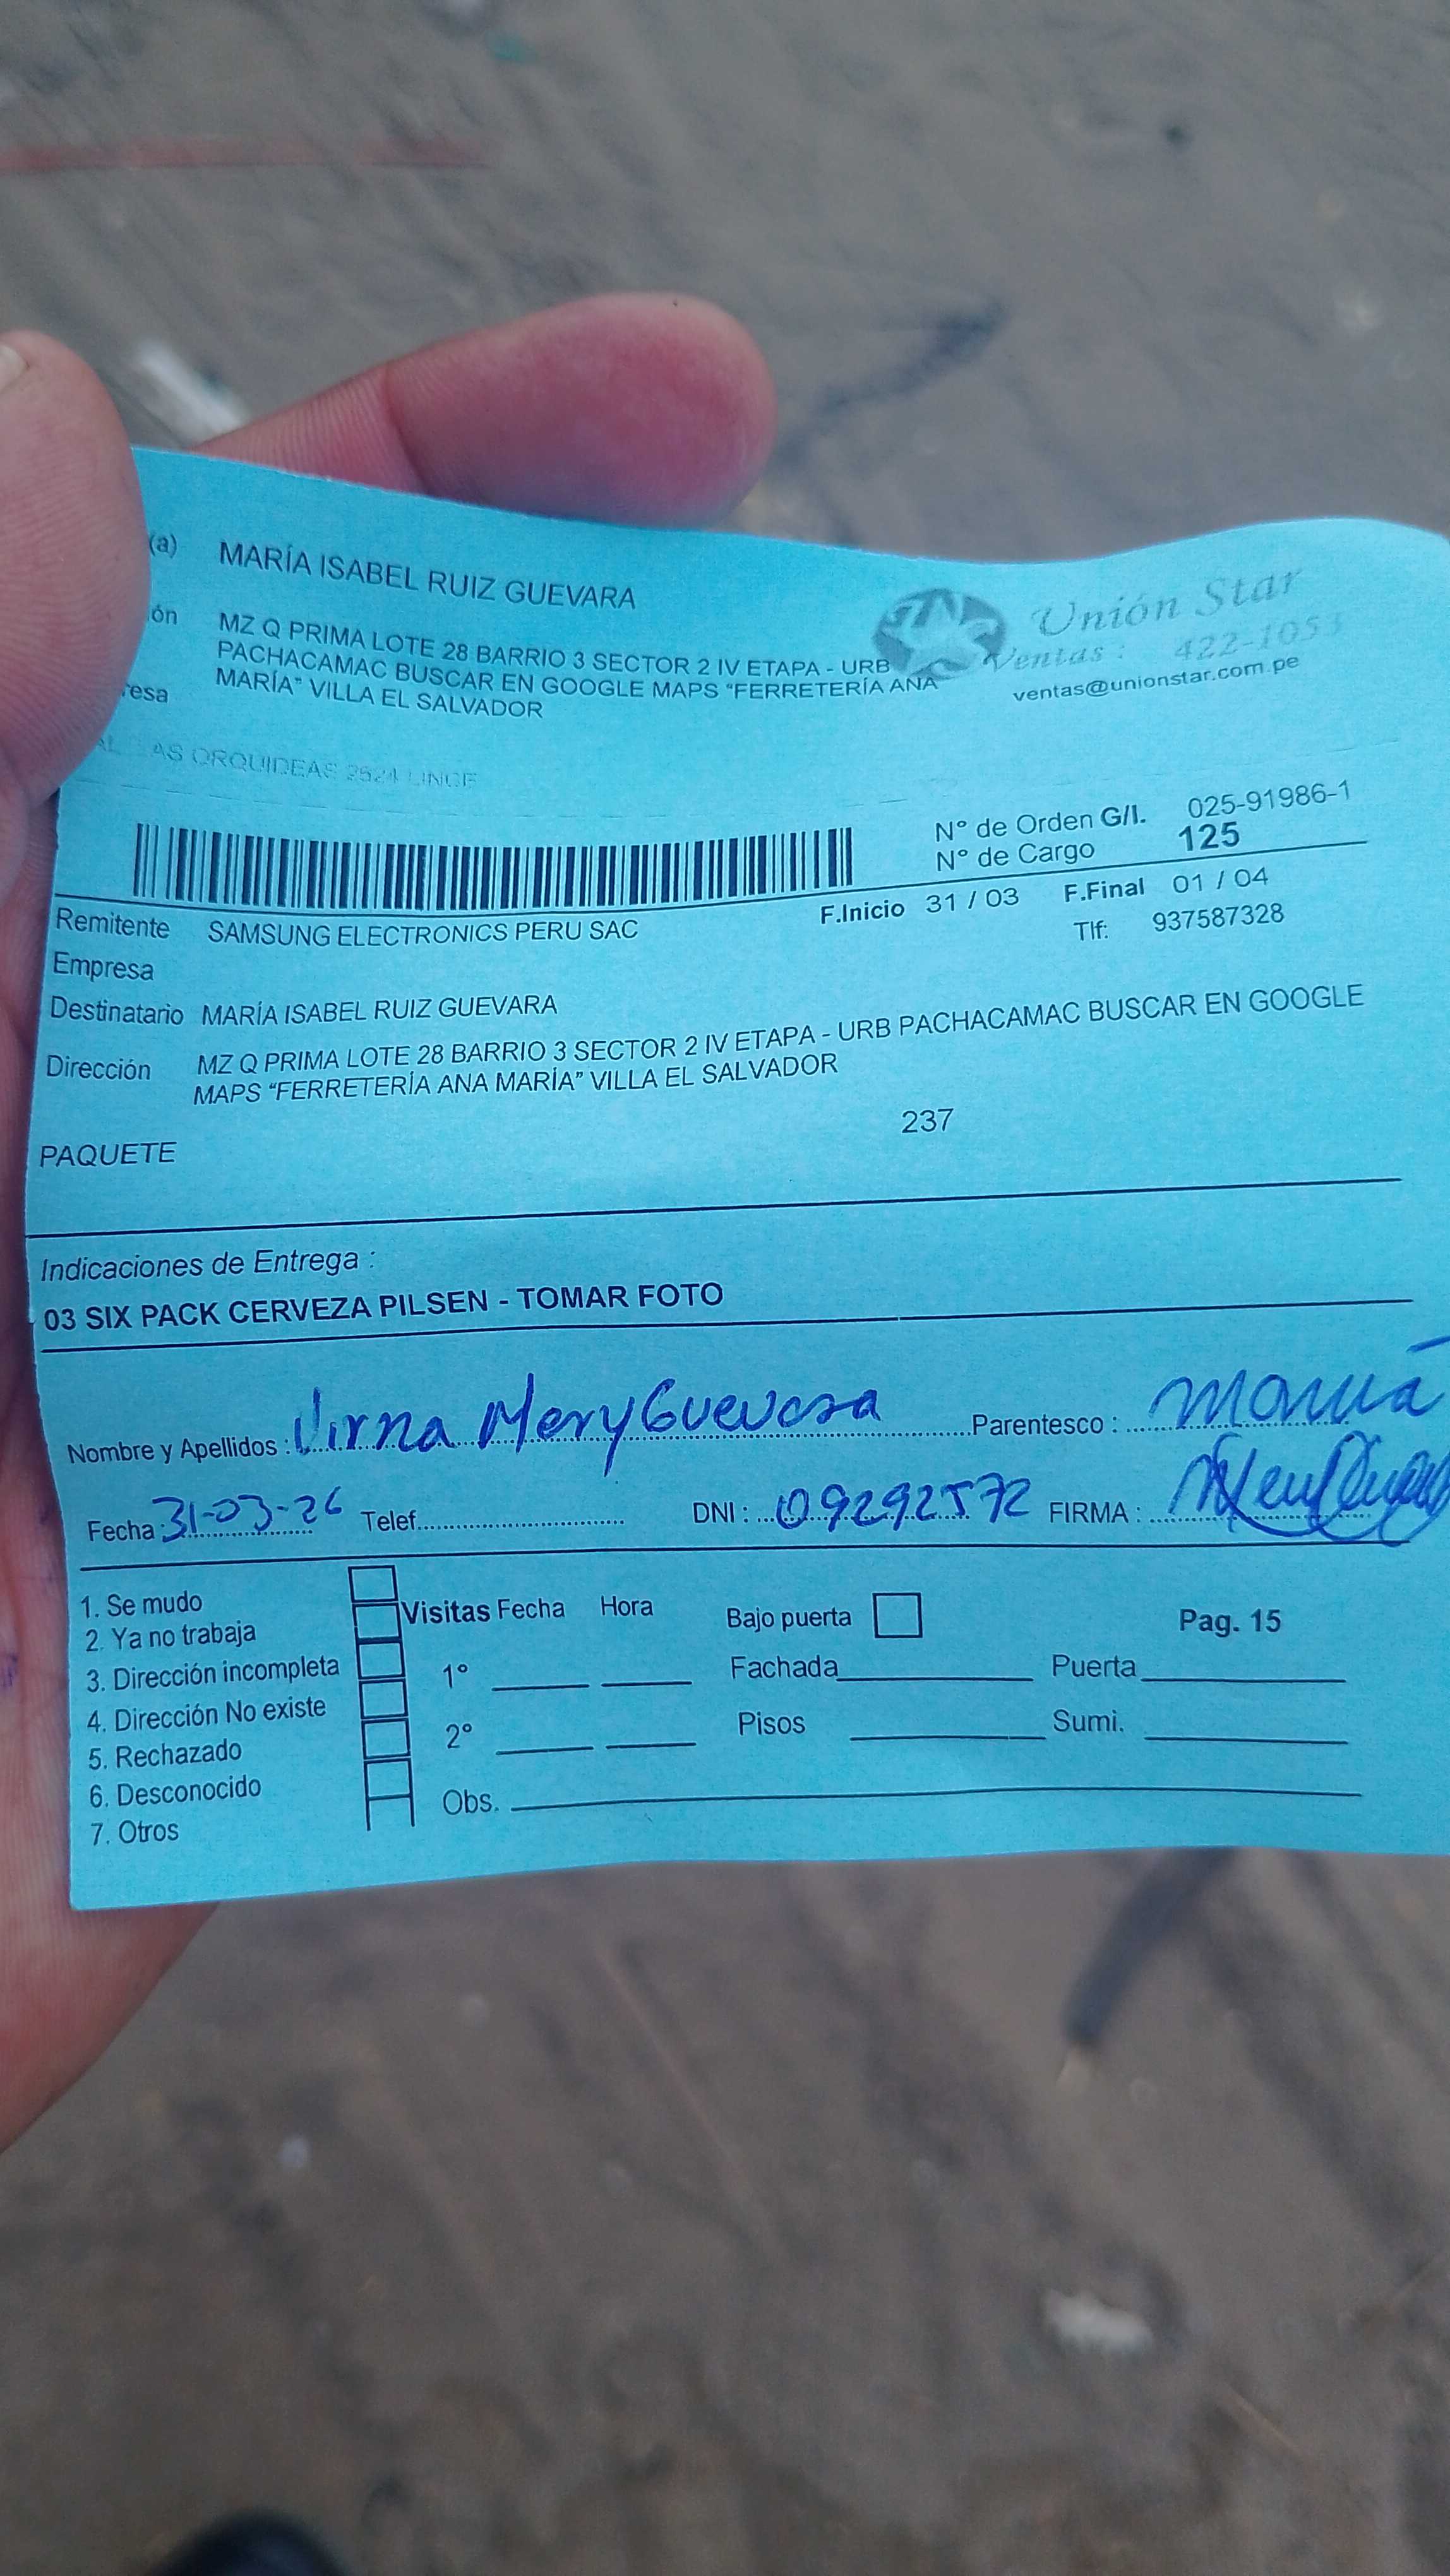 (a) MARÍA ISABEL RUIZ GUEVARA
Unión Star
ón MZ Q PRIMA LOTE 28 BARRIO 3 SECTOR 2 IV ETAPA - URB
Ventas: 422-1053
PACHACAMAC BUSCAR EN GOOGLE MAPS "FERRETERÍA ANA
ventas@unionstar.com.pe
resa MARÍA" VILLA EL SALVADOR
AL LAS ORQUIDEAS 2524 LINCE
N° de Orden G/I. 025-91986-1
N° de Cargo 125
F.Inicio 31 / 03 F.Final 01 / 04
Remitente SAMSUNG ELECTRONICS PERU SAC
Tlf: 937587328
Empresa
Destinatario MARÍA ISABEL RUIZ GUEVARA
Dirección MZ Q PRIMA LOTE 28 BARRIO 3 SECTOR 2 IV ETAPA - URB PACHACAMAC BUSCAR EN GOOGLE
MAPS "FERRETERÍA ANA MARÍA" VILLA EL SALVADOR
237
PAQUETE
Indicaciones de Entrega :
03 SIX PACK CERVEZA PILSEN - TOMAR FOTO
Nombre y Apellidos : Virna Mery Guevara Parentesco : Mamá
Fecha 31-03-26 Telef. DNI : 09292572 FIRMA :
1. Se mudo
2. Ya no trabaja
3. Dirección incompleta
4. Dirección No existe
5. Rechazado
6. Desconocido
7. Otros
Visitas Fecha Hora
1°
2°
Obs.
Bajo puerta
Pag. 15
Fachada Puerta
Pisos Sumi.